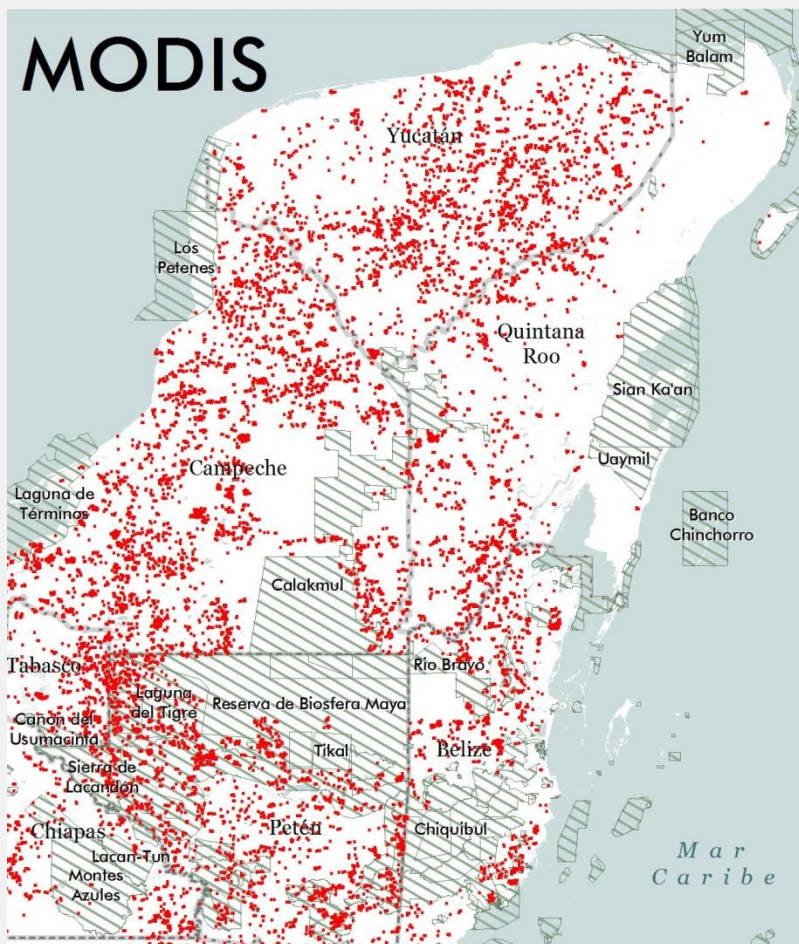 MODIS
Yum
Balam
Yucatán
Los
Petenes
Quintana
Roo
Sian Ka'an
Uaymil
Campeche
Laguna de
Términos
Banco
Chinchorro
Calakmul
Tabasco
Río Bravo
Laguna
del Tigre
Reserva de Biosfera Maya
Cañon del
Usumacinta
Tikal
Belize
Sierra de
Lacandón
Chiapas
Petén
Chiquibul
Lacan-Tun
Montes
Azules
Mar
Caribe